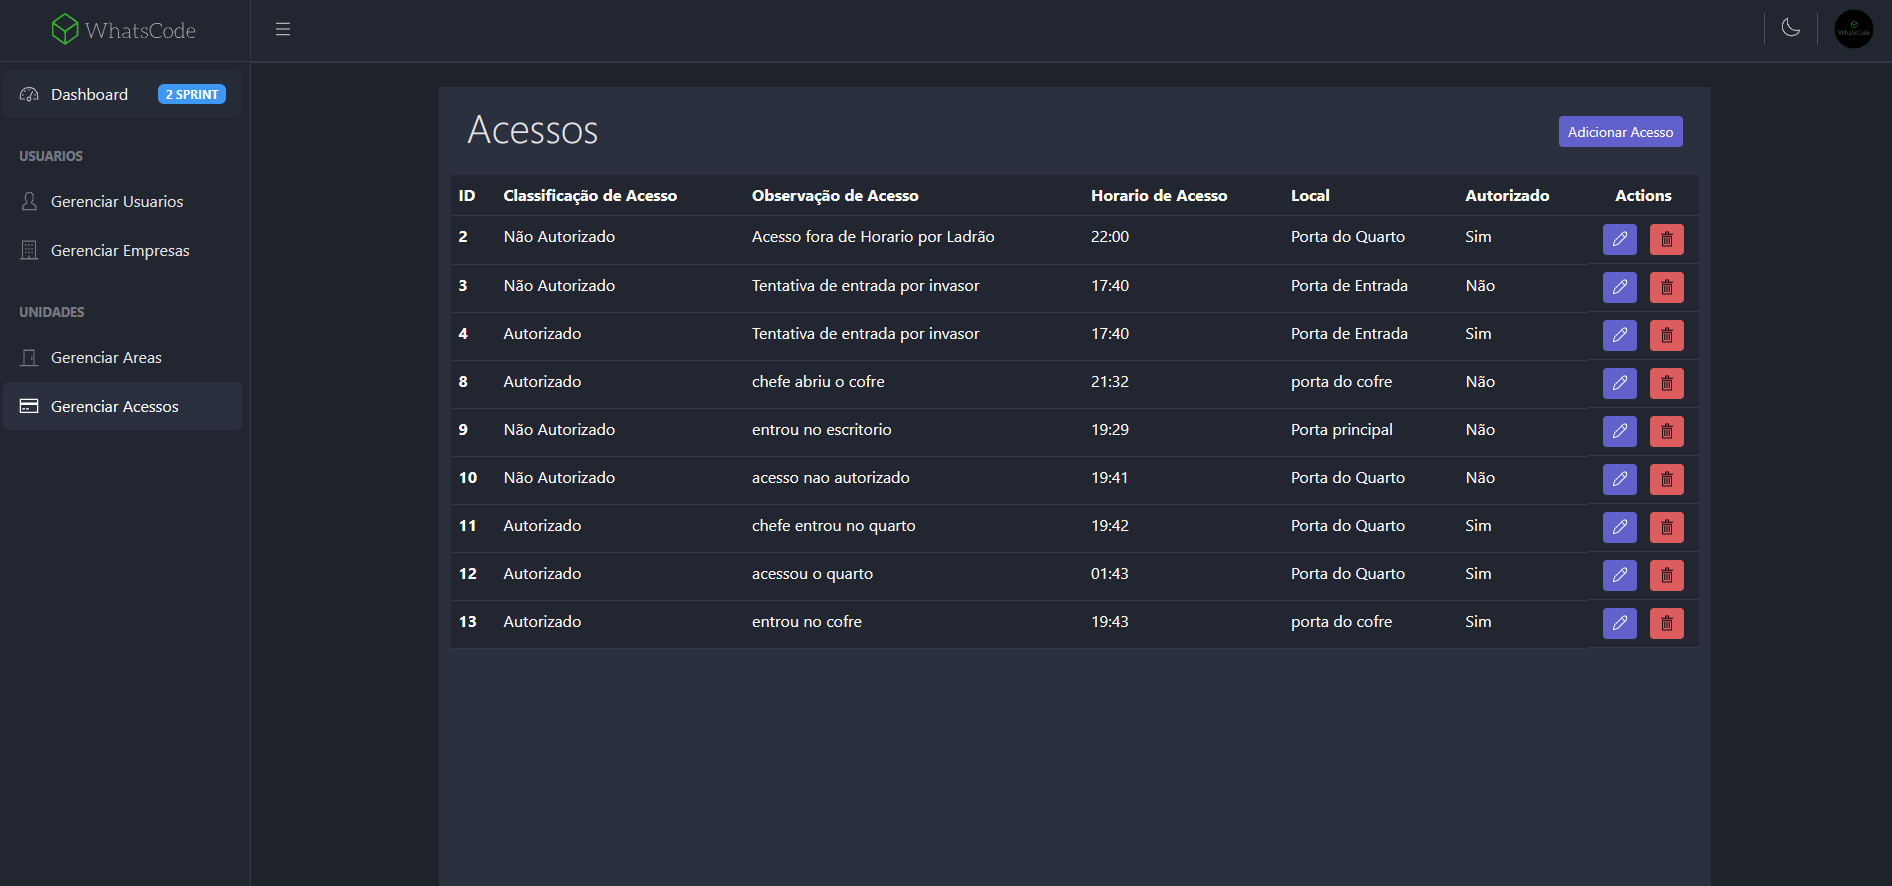 WhatsCode
WhatsCode
Dashboard 2 SPRINT
USUARIOS
Gerenciar Usuarios
Gerenciar Empresas
UNIDADES
Gerenciar Areas
Gerenciar Acessos
Acessos
Adicionar Acesso
ID Classificação de Acesso Observação de Acesso Horario de Acesso Local Autorizado Actions
2 Não Autorizado Acesso fora de Horario por Ladrão 22:00 Porta do Quarto Sim
3 Não Autorizado Tentativa de entrada por invasor 17:40 Porta de Entrada Não
4 Autorizado Tentativa de entrada por invasor 17:40 Porta de Entrada Sim
8 Autorizado chefe abriu o cofre 21:32 porta do cofre Não
9 Não Autorizado entrou no escritorio 19:29 Porta principal Não
10 Não Autorizado acesso nao autorizado 19:41 Porta do Quarto Não
11 Autorizado chefe entrou no quarto 19:42 Porta do Quarto Sim
12 Autorizado acessou o quarto 01:43 Porta do Quarto Sim
13 Autorizado entrou no cofre 19:43 porta do cofre Sim